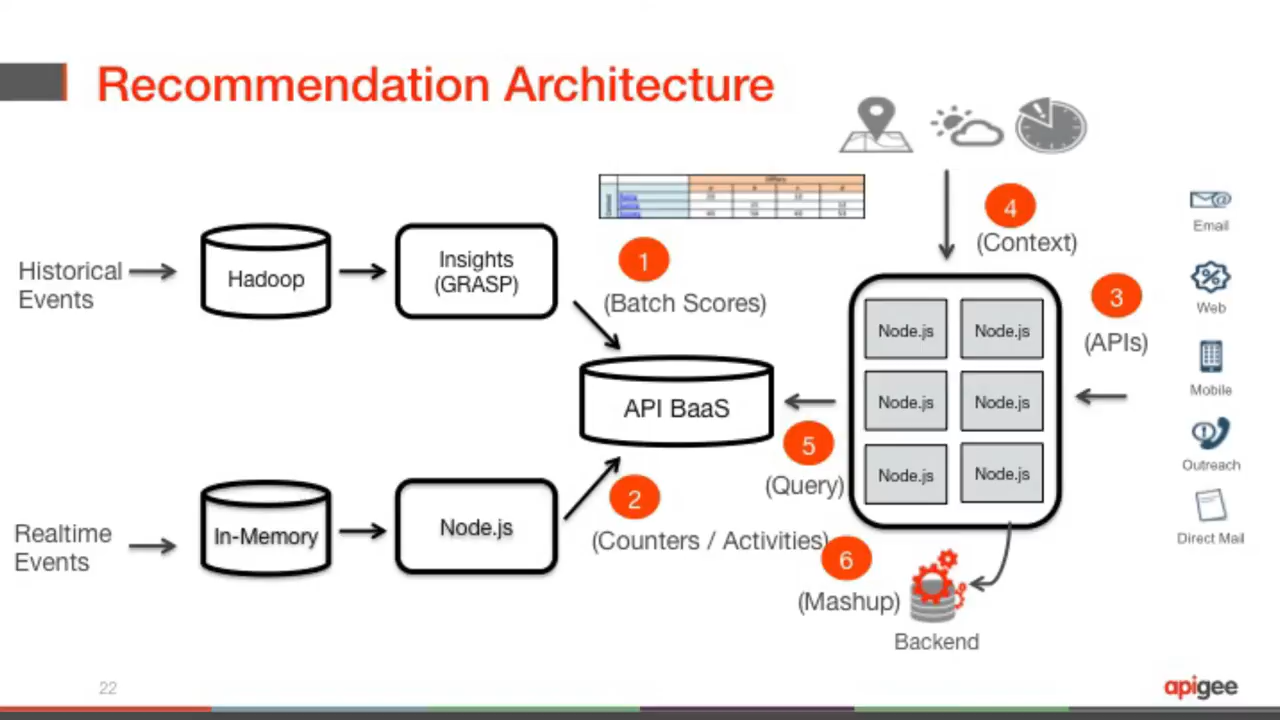 Recommendation Architecture
Historical
Events
Hadoop
Insights
(GRASP)
1
(Batch Scores)
4
(Context)
Email
Web
3
(APIs)
Mobile
Outreach
Direct Mail
Node.js
Node.js
Node.js
Node.js
Node.js
Node.js
API BaaS
5
(Query)
2
(Counters / Activities)
Realtime
Events
In-Memory
Node.js
6
(Mashup)
Backend
22
apigee